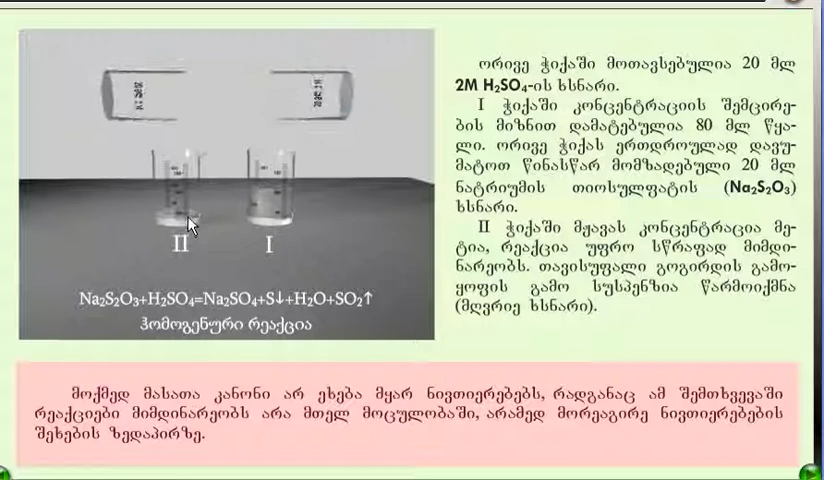 ორივე ჭიქაში მოთავსებულია 20 მლ
2M H₂SO₄-ის ხსნარი.
I ჭიქაში კონცენტრაციის შემცირე-
ბის მიზნით დამატებულია 80 მლ წყა-
ლი. ორივე ჭიქას ერთდროულად დავუ-
მატოთ წინასწარ მომზადებული 20 მლ
ნატრიუმის თიოსულფატის (Na₂S₂O₃)
ხსნარი.
II ჭიქაში მჟავას კონცენტრაცია მე-
ტია, რეაქცია უფრო სწრაფად მიმდი-
ნარეობს. თავისუფალი გოგირდის გამო-
ყოფის გამო სუსპენზია წარმოიქმნა
(მღვრიე ხსნარი).
II I
Na₂S₂O₃+H₂SO₄=Na₂SO₄+S↓+H₂O+SO₂↑
ჰომოგენური რეაქცია
მოქმედ მასათა კანონი არ ეხება მყარ ნივთიერებებს, რადგანაც ამ შემთხვევაში
რეაქციები მიმდინარეობს არა მთელ მოცულობაში, არამედ მორეაგირე ნივთიერებების
შეხების ზედაპირზე.